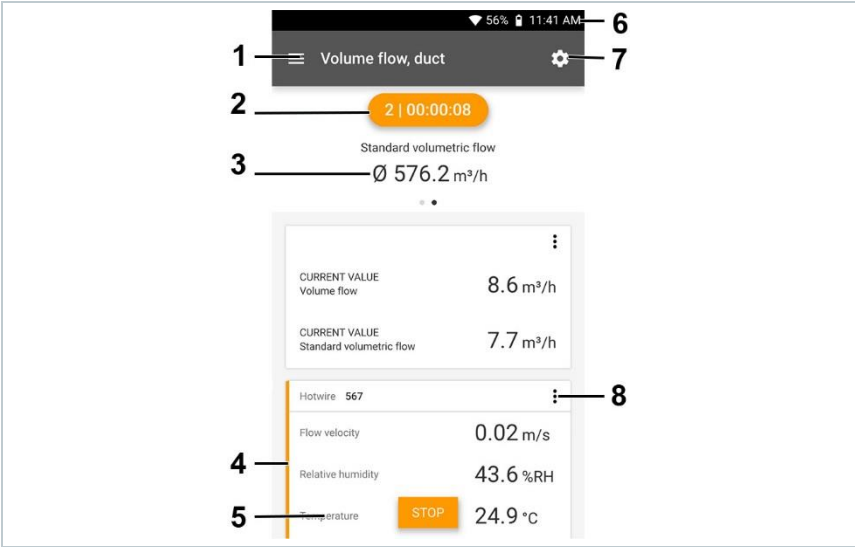 56% 11:41 AM 6
1 Volume flow, duct 7
2 2 | 00:00:08
Standard volumetric flow
3 Ø 576.2 m³/h
CURRENT VALUE
Volume flow 8.6 m³/h
CURRENT VALUE
Standard volumetric flow 7.7 m³/h
Hotwire 567 8
Flow velocity 0.02 m/s
4 Relative humidity 43.6 %RH
5 Temperature STOP 24.9 °C